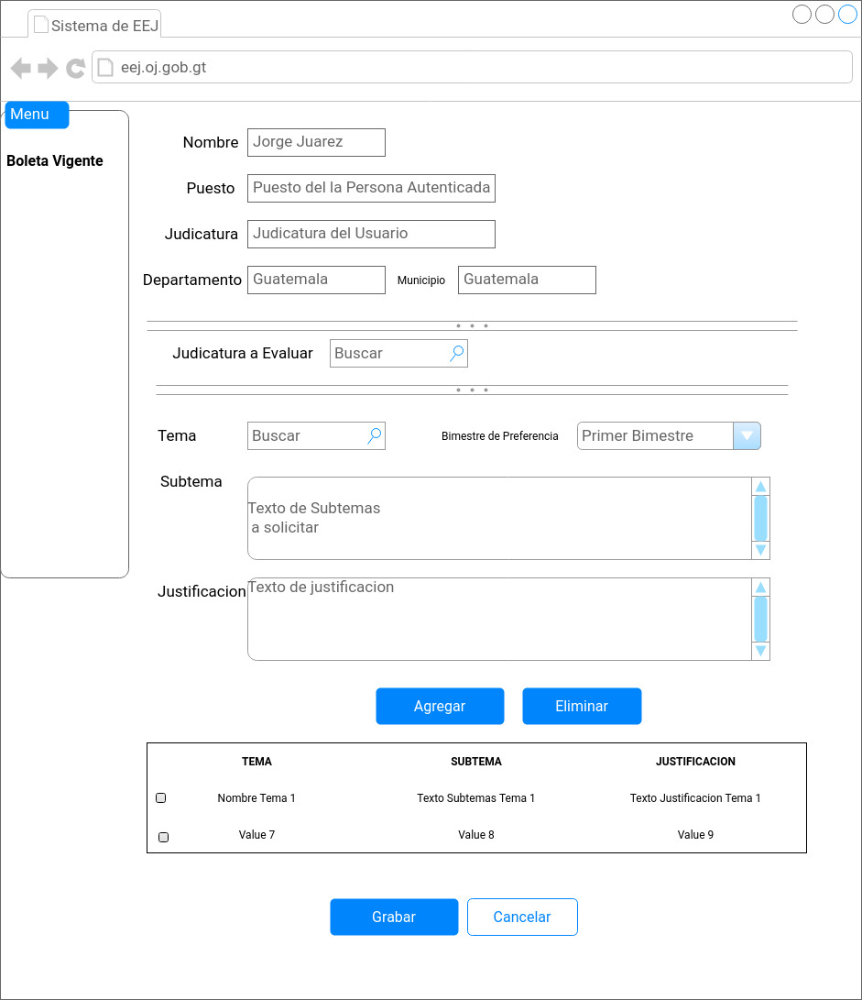 Sistema de EEJ
eej.oj.gob.gt
Menu
Boleta Vigente
Nombre Jorge Juarez
Puesto Puesto del la Persona Autenticada
Judicatura Judicatura del Usuario
Departamento Guatemala Municipio Guatemala
Judicatura a Evaluar Buscar
Tema Buscar Bimestre de Preferencia Primer Bimestre
Subtema
Texto de Subtemas
a solicitar
Justificacion Texto de justificacion
Agregar Eliminar
TEMA SUBTEMA JUSTIFICACION
Nombre Tema 1 Texto Subtemas Tema 1 Texto Justificacion Tema 1
Value 7 Value 8 Value 9
Grabar Cancelar